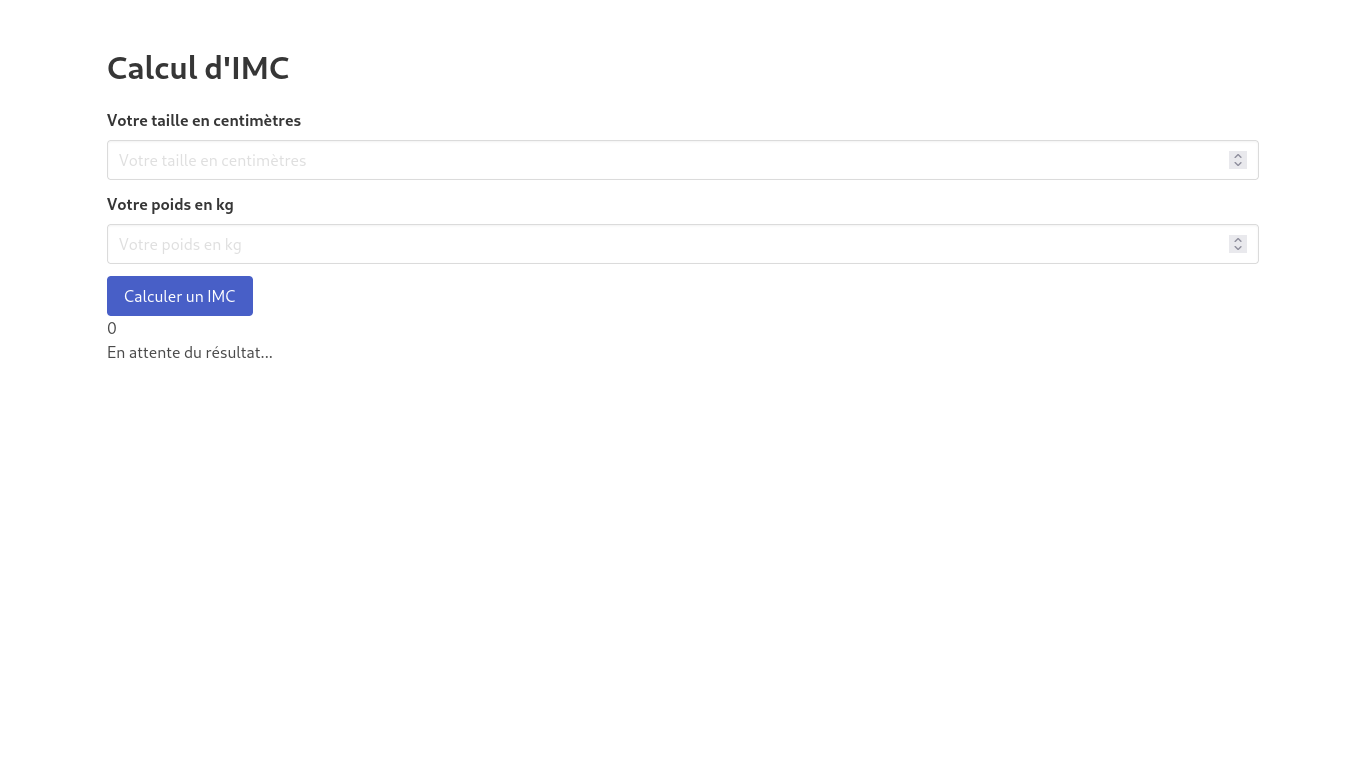 Calcul d'IMC
Votre taille en centimètres
Votre taille en centimètres
Votre poids en kg
Votre poids en kg
Calculer un IMC
0
En attente du résultat...